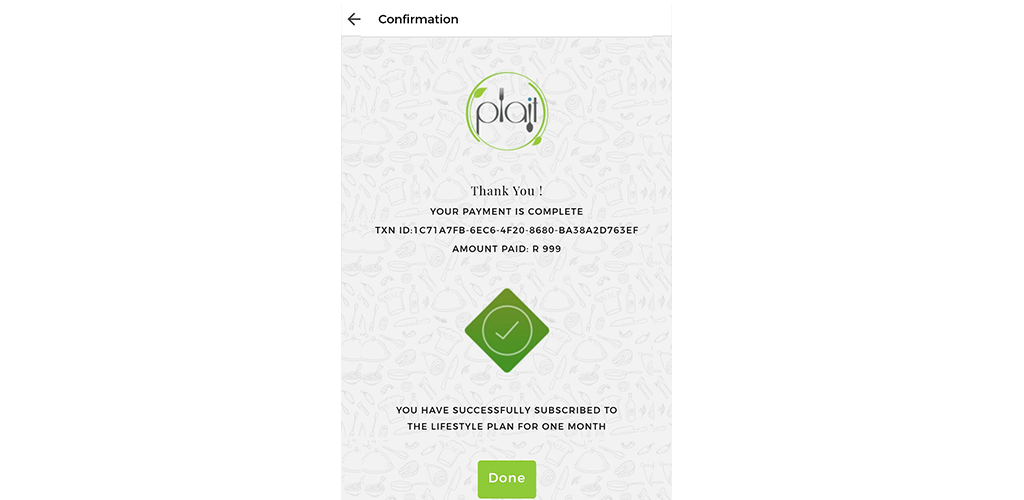 Confirmation
plait
Thank You !
YOUR PAYMENT IS COMPLETE
TXN ID:1C71A7FB-6EC6-4F20-8680-BA38A2D763EF
AMOUNT PAID: R 999
YOU HAVE SUCCESSFULLY SUBSCRIBED TO
THE LIFESTYLE PLAN FOR ONE MONTH
Done